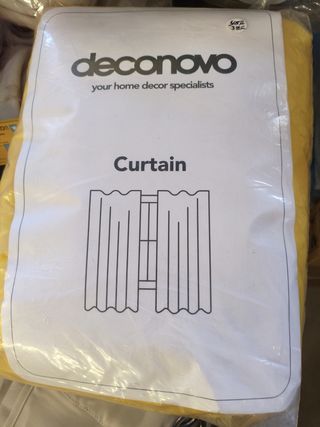 deconovo
your home decor specialists
Curtain